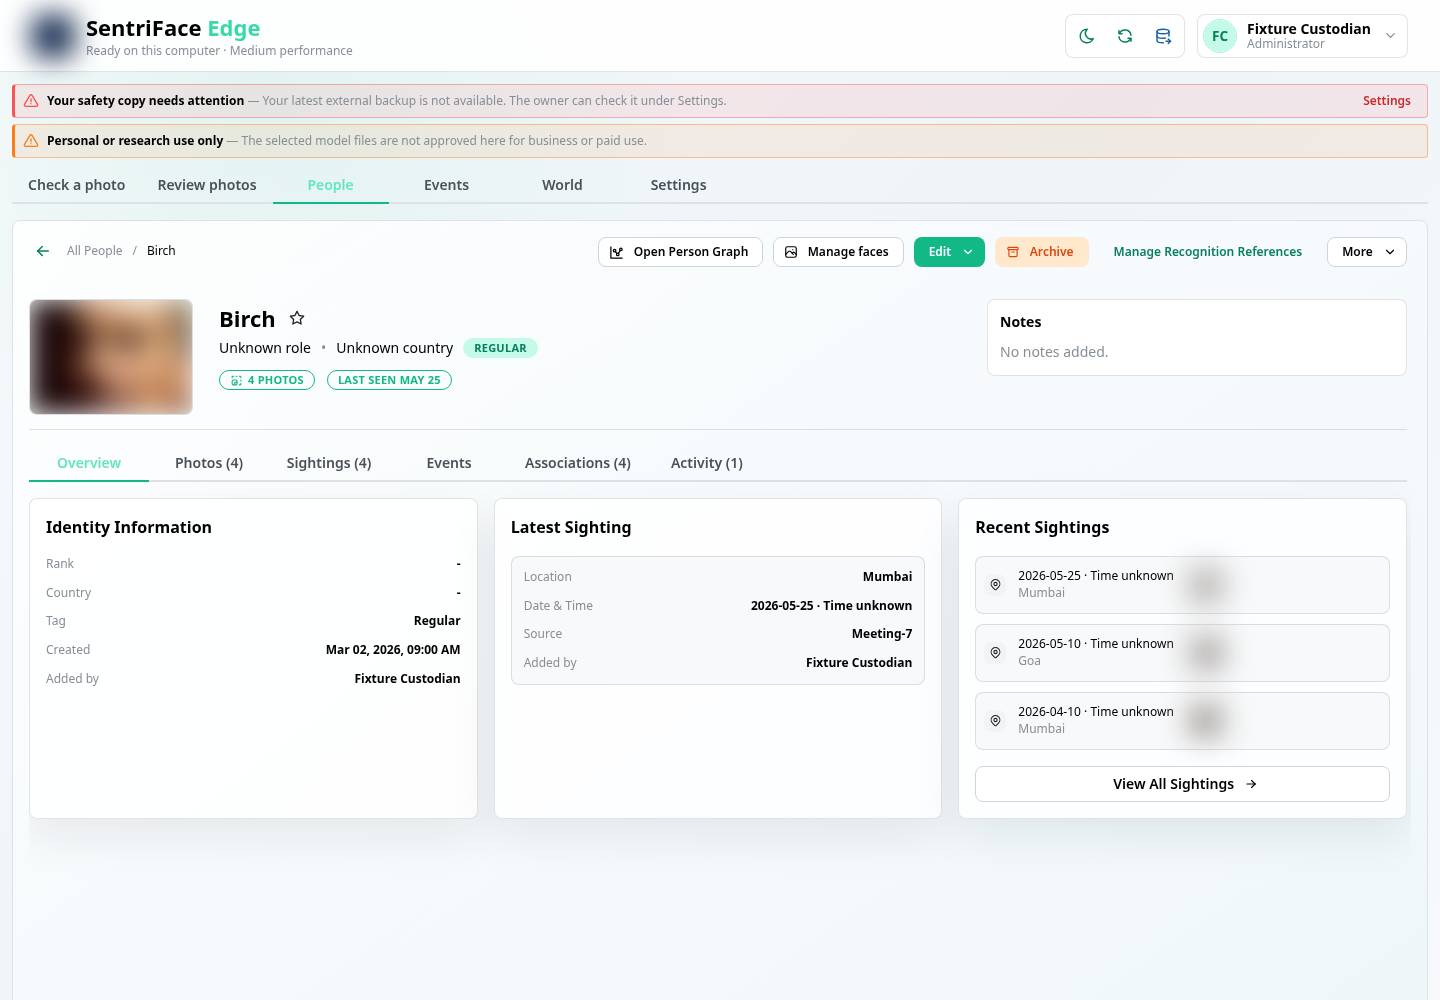 SentriFace Edge
Ready on this computer · Medium performance
FC
Fixture Custodian
Administrator
Your safety copy needs attention — Your latest external backup is not available. The owner can check it under Settings.
Settings
Personal or research use only — The selected model files are not approved here for business or paid use.
Check a photo
Review photos
People
Events
World
Settings
All People / Birch
Open Person Graph
Manage faces
Edit
Archive
Manage Recognition References
More
Birch
Unknown role • Unknown country REGULAR
4 PHOTOS
LAST SEEN MAY 25
Notes
No notes added.
Overview
Photos (4)
Sightings (4)
Events
Associations (4)
Activity (1)
Identity Information
Rank -
Country -
Tag Regular
Created Mar 02, 2026, 09:00 AM
Added by Fixture Custodian
Latest Sighting
Location Mumbai
Date & Time 2026-05-25 · Time unknown
Source Meeting-7
Added by Fixture Custodian
Recent Sightings
2026-05-25 · Time unknown
Mumbai
2026-05-10 · Time unknown
Goa
2026-04-10 · Time unknown
Mumbai
View All Sightings